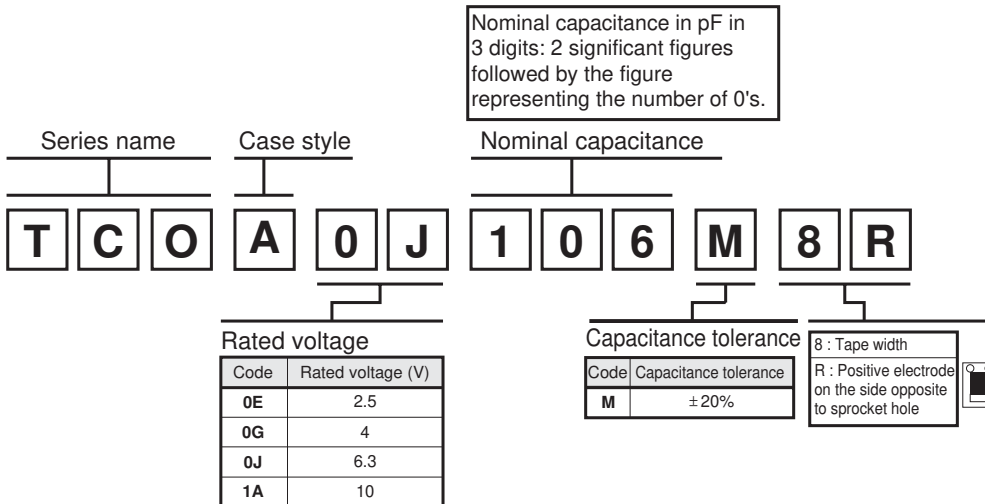 Nominal capacitance in pF in
3 digits: 2 significant figures
followed by the figure
representing the number of 0's.
Series name Case style Nominal capacitance
T C O A 0 J 1 0 6 M 8 R
Rated voltage
Code Rated voltage (V)
0E 2.5
0G 4
0J 6.3
1A 10
Capacitance tolerance
Code Capacitance tolerance
M ±20%
8 : Tape width
R : Positive electrode
on the side opposite
to sprocket hole